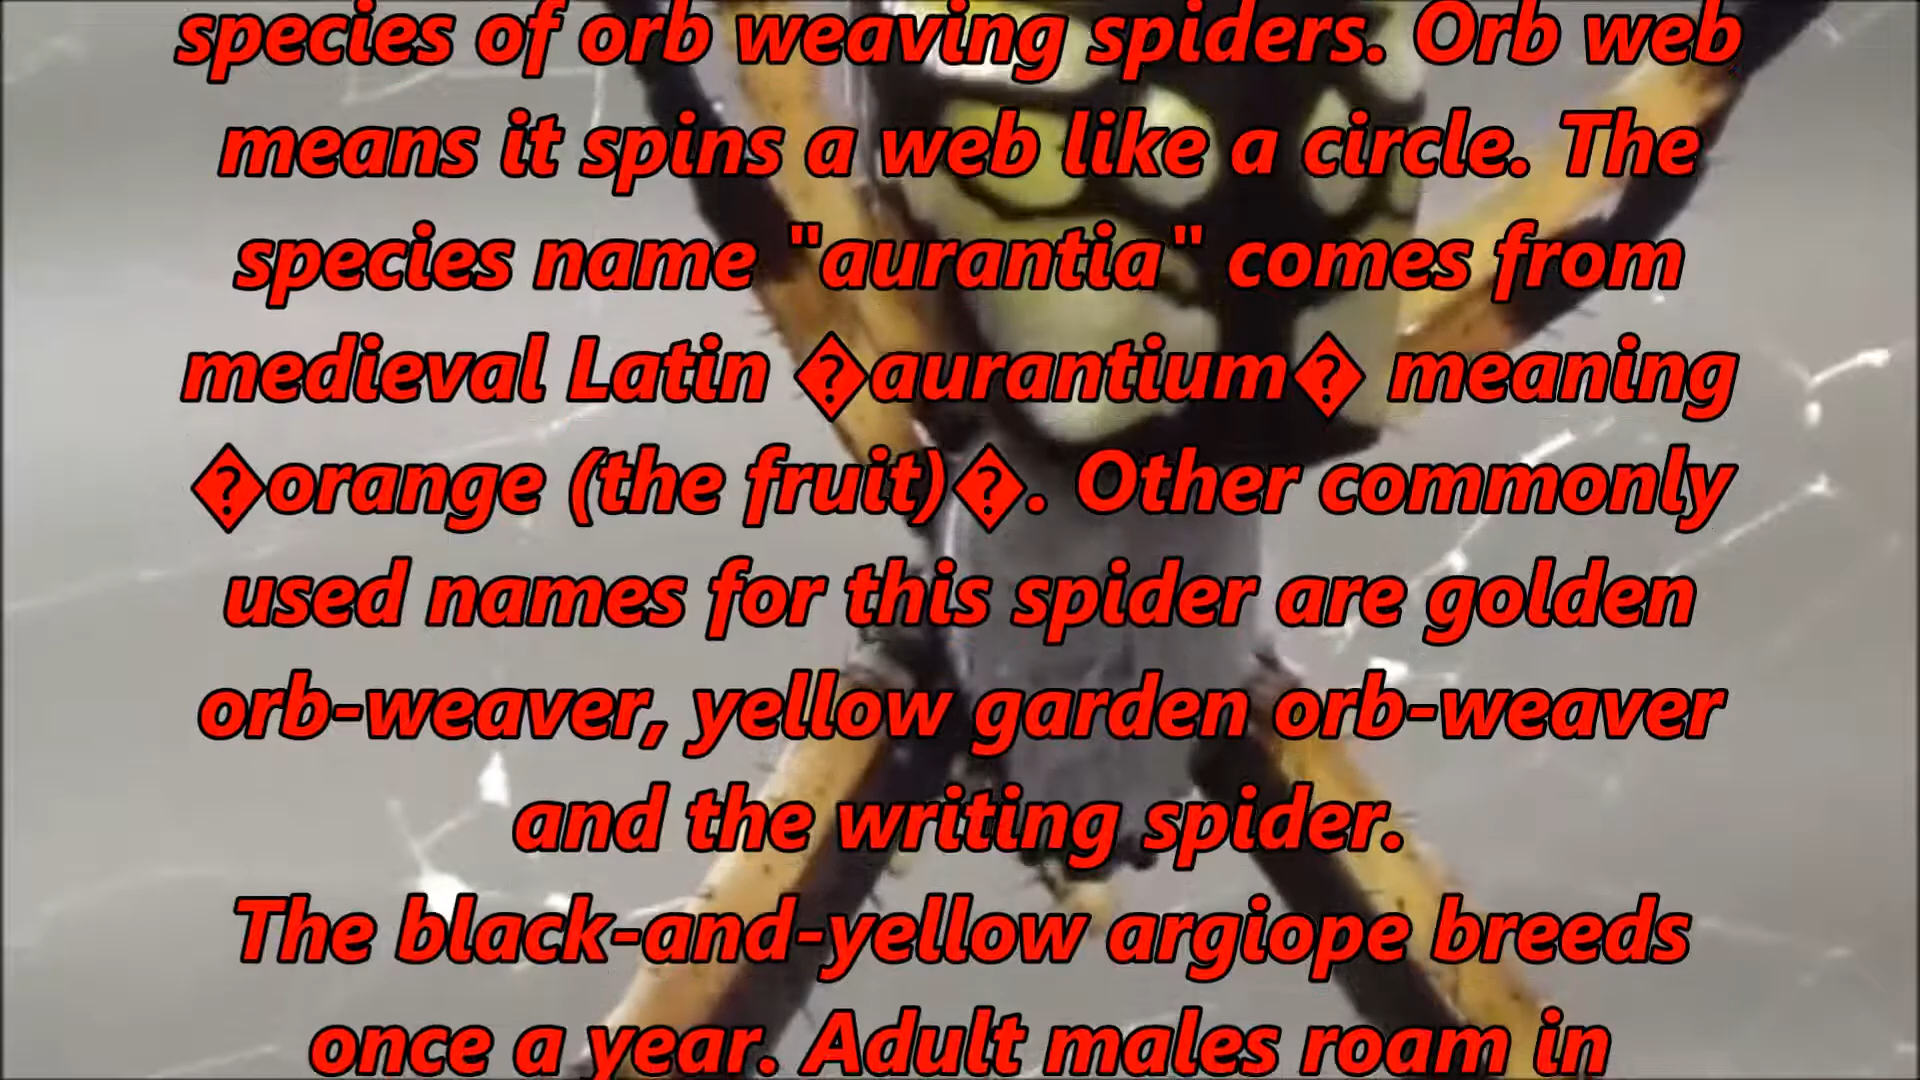 species of orb weaving spiders. Orb web
means it spins a web like a circle. The
species name "aurantia" comes from
medieval Latin �aurantium� meaning
�orange (the fruit)�. Other commonly
used names for this spider are golden
orb-weaver, yellow garden orb-weaver
and the writing spider.
The black-and-yellow argiope breeds
once a year. Adult males roam in